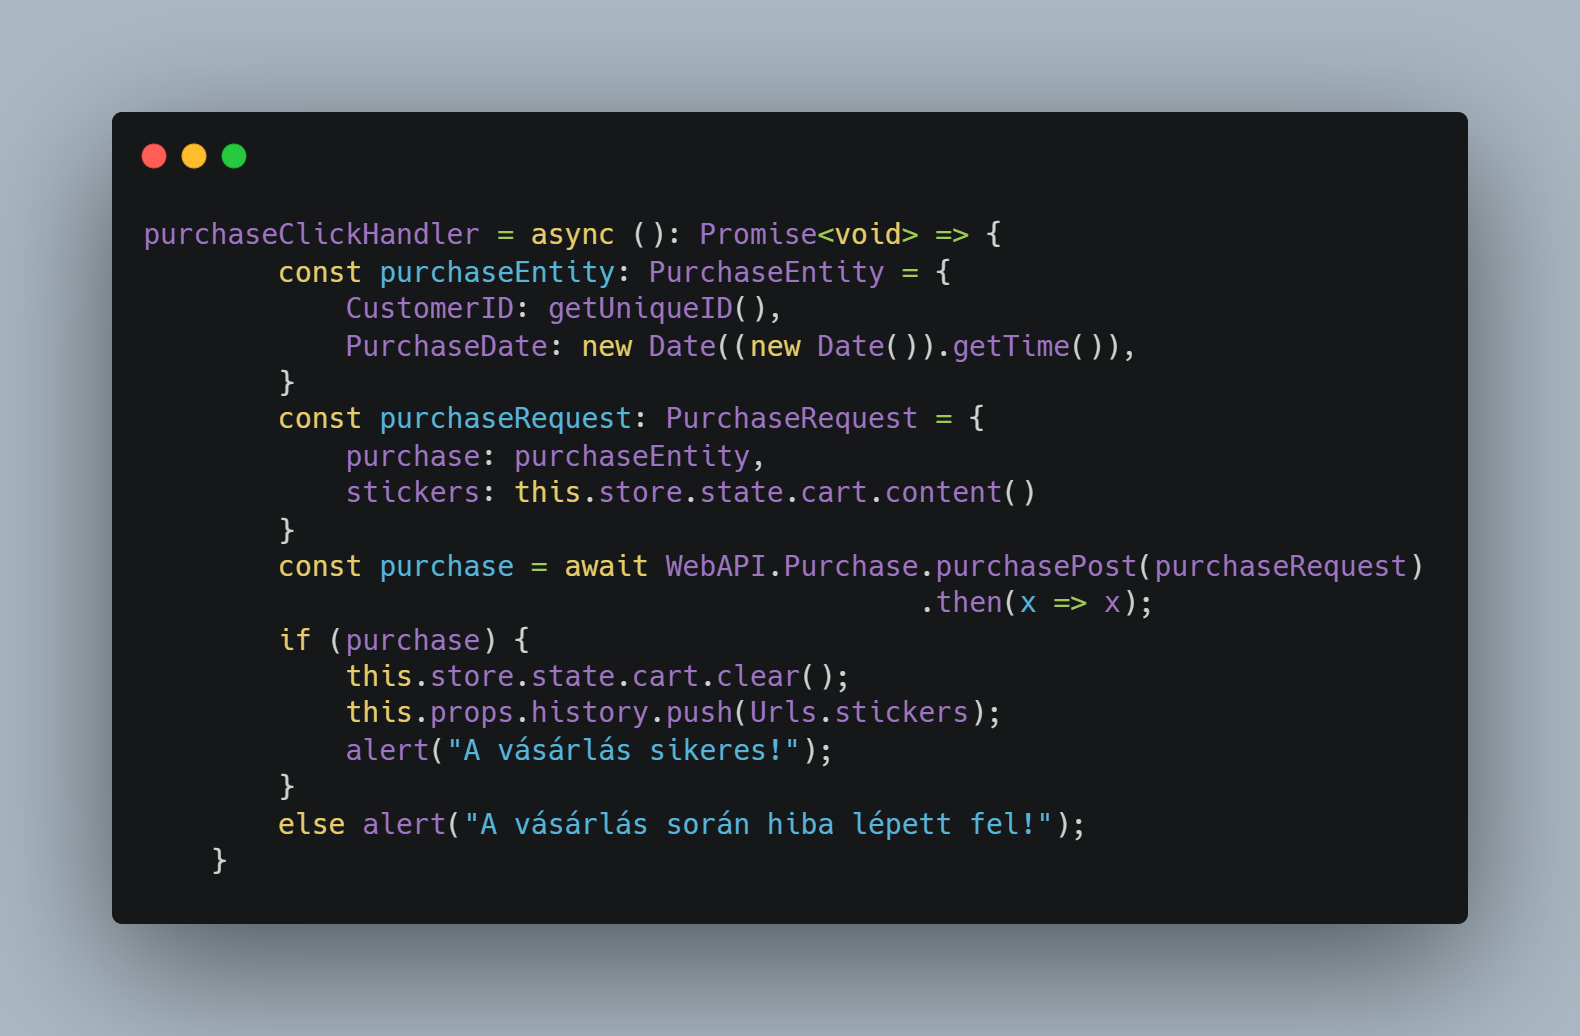 purchaseClickHandler = async (): Promise<void> => {
        const purchaseEntity: PurchaseEntity = {
            CustomerID: getUniqueID(),
            PurchaseDate: new Date((new Date()).getTime()),
        }
        const purchaseRequest: PurchaseRequest = {
            purchase: purchaseEntity,
            stickers: this.store.state.cart.content()
        }
        const purchase = await WebAPI.Purchase.purchasePost(purchaseRequest)
                                              .then(x => x);
        if (purchase) {
            this.store.state.cart.clear();
            this.props.history.push(Urls.stickers);
            alert("A vásárlás sikeres!");
        }
        else alert("A vásárlás során hiba lépett fel!");
    }